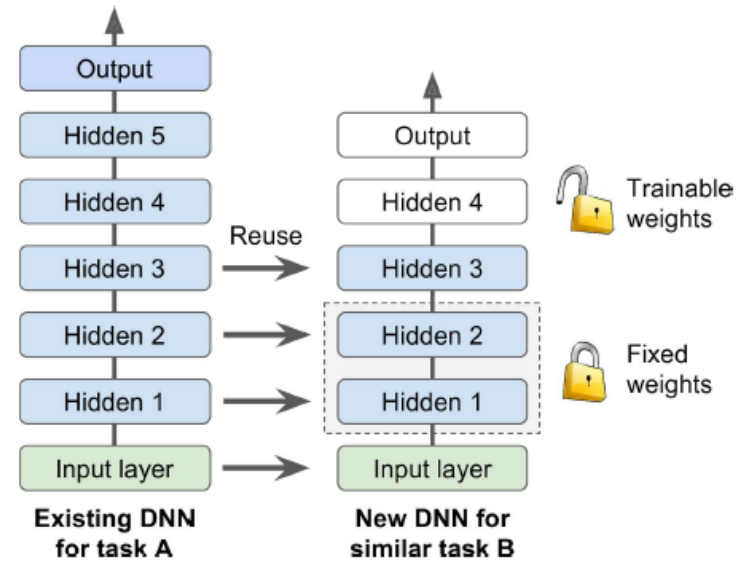 Output
Hidden 5
Hidden 4
Hidden 3
Hidden 2
Hidden 1
Input layer
Existing DNN
for task A
Reuse
Output
Hidden 4
Hidden 3
Hidden 2
Hidden 1
Input layer
New DNN for
similar task B
Trainable
weights
Fixed
weights